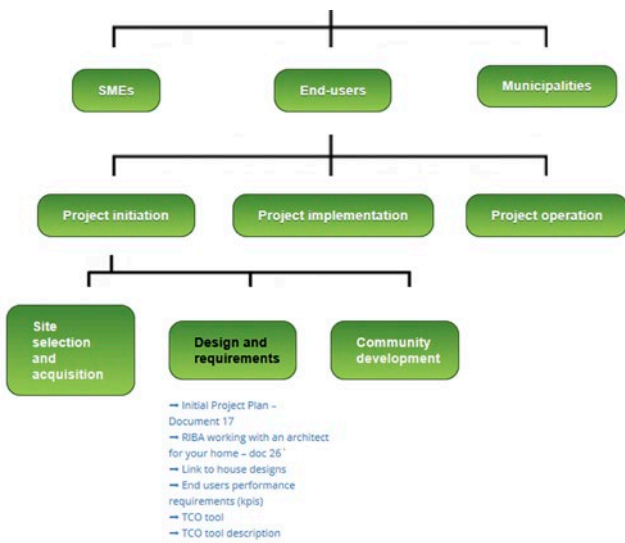 SMEs
End-users
Municipalities
Project initiation
Project implementation
Project operation
Site
selection
and
acquisition
Design and
requirements
Community
development
➞ Initial Project Plan –
Document 17
➞ RIBA working with an architect
for your home – doc 26`
➞ Link to house designs
➞ End users performance
requirements (kpis)
➞ TCO tool
➞ TCO tool description